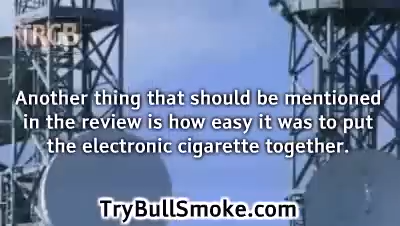 TRGB
Another thing that should be mentioned
in the review is how easy it was to put
the electronic cigarette together.
TryBullSmoke.com